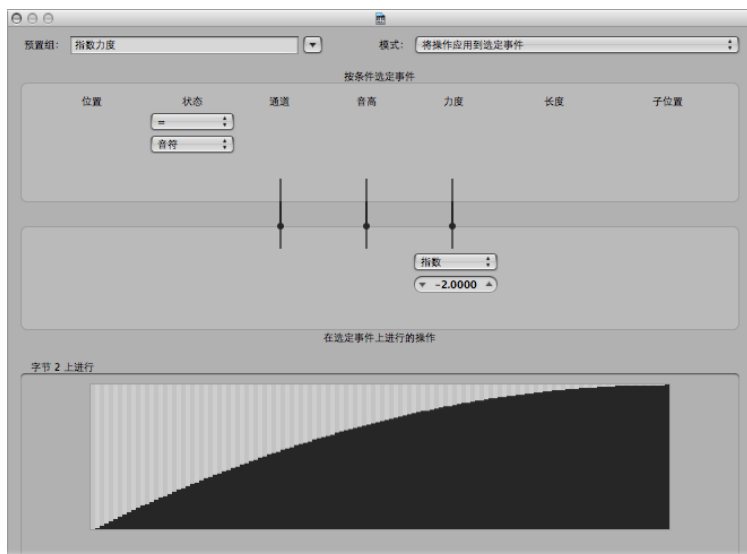 预置组： 指数力度 模式： 将操作应用到选定事件
按条件选定事件
位置 状态 通道 音高 力度 长度 子位置
=
音符
指数
-2.0000
在选定事件上进行的操作
字节 2 上进行